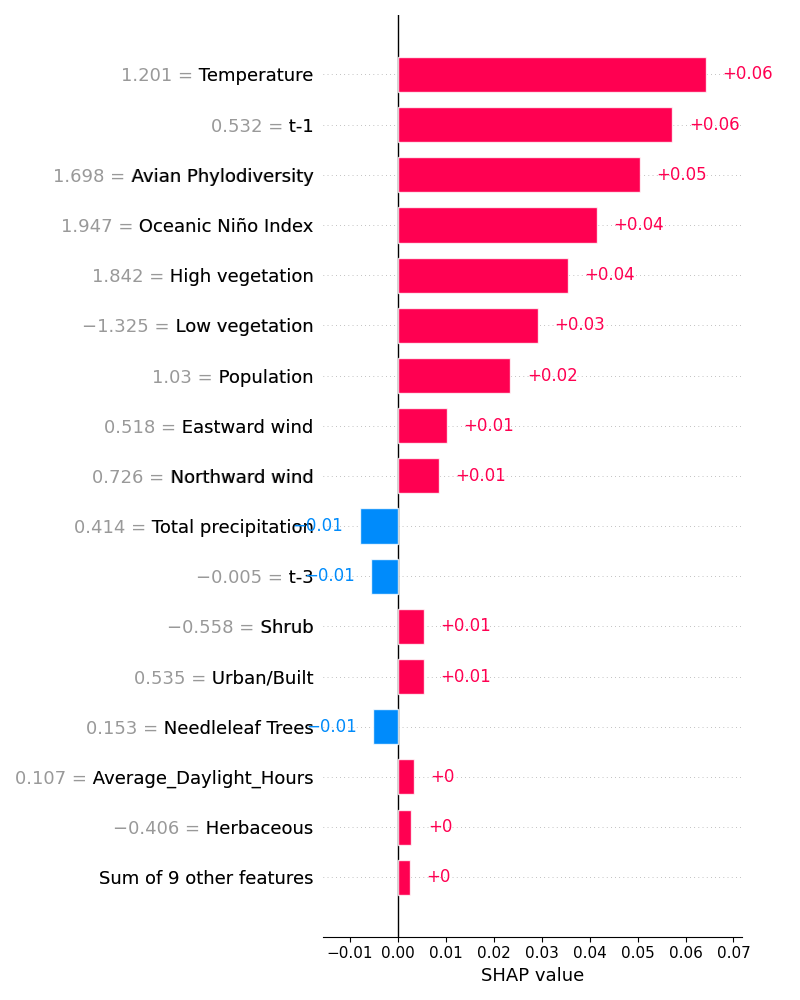 1.201 = Temperature +0.06
0.532 = t-1 +0.06
1.698 = Avian Phylodiversity +0.05
1.947 = Oceanic Niño Index +0.04
1.842 = High vegetation +0.04
−1.325 = Low vegetation +0.03
1.03 = Population +0.02
0.518 = Eastward wind +0.01
0.726 = Northward wind +0.01
0.414 = Total precipitation −0.01
−0.005 = t-3 −0.01
−0.558 = Shrub +0.01
0.535 = Urban/Built +0.01
0.153 = Needleleaf Trees −0.01
0.107 = Average_Daylight_Hours +0
−0.406 = Herbaceous +0
Sum of 9 other features +0
−0.01 0.00 0.01 0.02 0.03 0.04 0.05 0.06 0.07
SHAP value